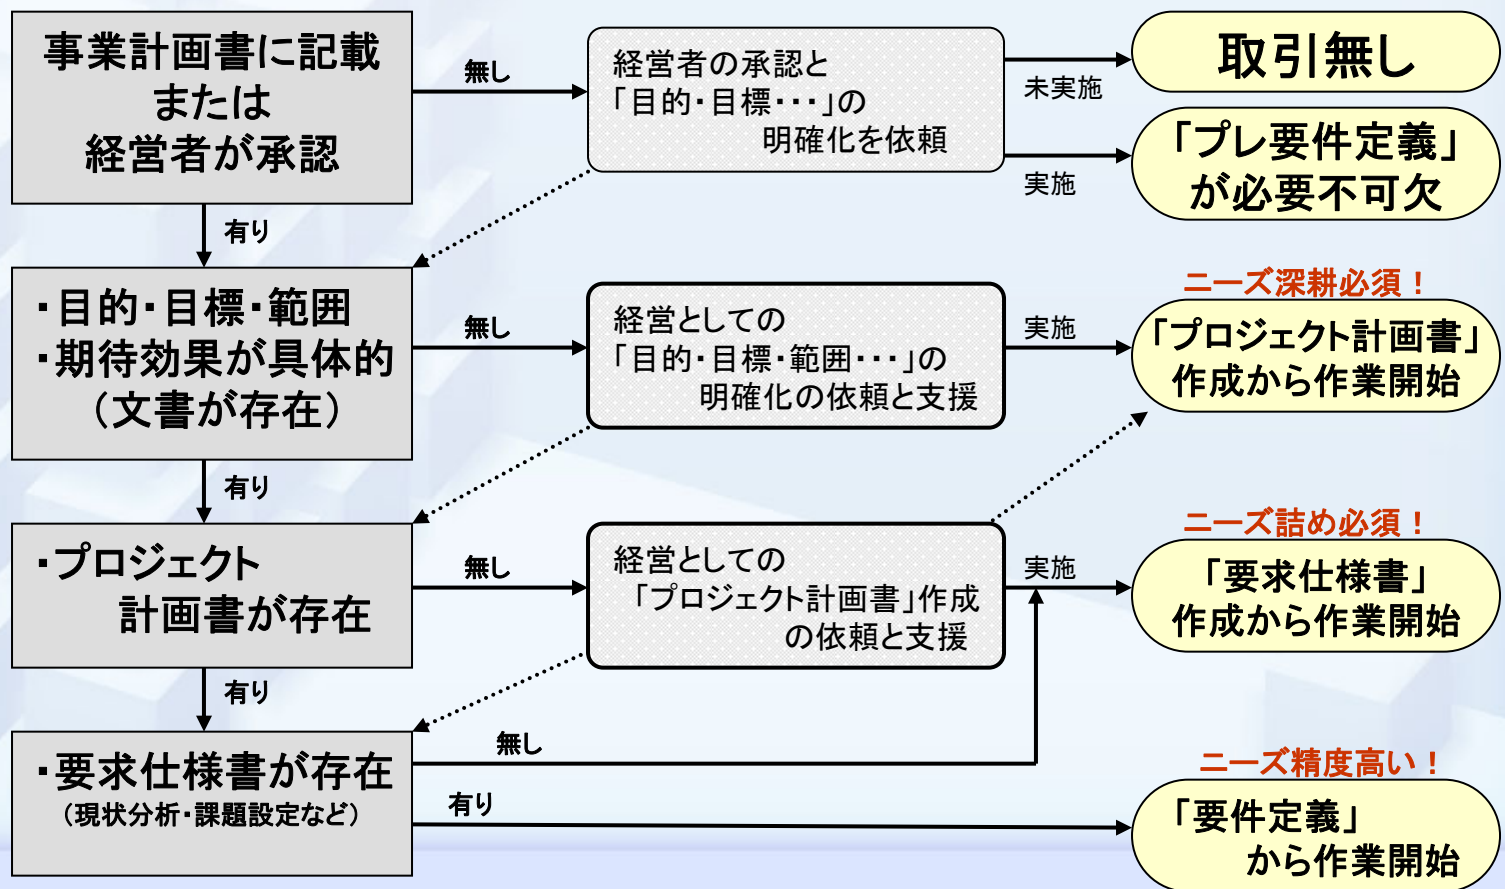 事業計画書に記載
または
経営者が承認
無し
経営者の承認と
「目的・目標・・・」の
明確化を依頼
未実施
取引無し
実施
「プレ要件定義」
が必要不可欠
有り
・目的・目標・範囲
・期待効果が具体的
（文書が存在）
無し
経営としての
「目的・目標・範囲・・・」の
明確化の依頼と支援
実施
ニーズ深耕必須！
「プロジェクト計画書」
作成から作業開始
有り
・プロジェクト
計画書が存在
無し
経営としての
「プロジェクト計画書」作成
の依頼と支援
実施
ニーズ詰め必須！
「要求仕様書」
作成から作業開始
有り
・要求仕様書が存在
（現状分析・課題設定など）
無し
有り
ニーズ精度高い！
「要件定義」
から作業開始